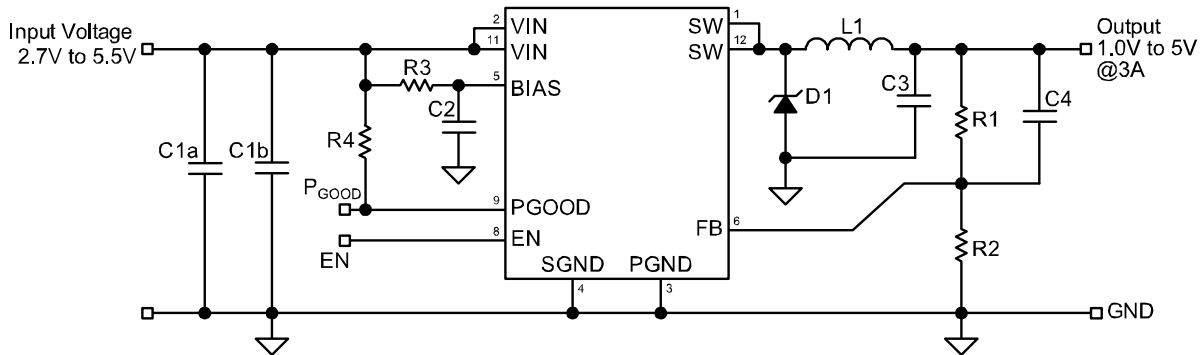 Input Voltage
2.7V to 5.5V
2
VIN
11
VIN
R3
5
BIAS
C2
R4
C1a
C1b
PGOOD
9
PGOOD
8
EN
EN
SGND
4
PGND
3
1
SW
12
SW
L1
D1
C3
R1
C4
6
FB
R2
Output
1.0V to 5V
@3A
GND